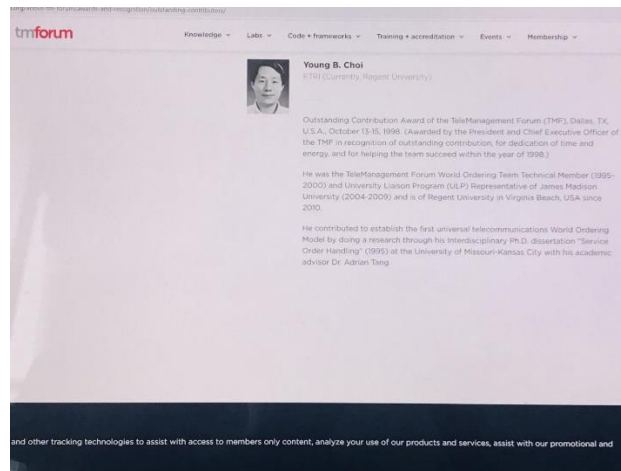 tmforum
Knowledge Labs Code + frameworks Training + accreditation Events Membership
Young B. Choi
(Currently, Regent University)
Outstanding Contribution Award of the TeleManagement Forum (TMF), Dallas, TX,
U.S.A., October 13-15, 1998. (Awarded by the President and Chief Executive Officer of
the TMF in recognition of outstanding contribution, for dedication of time and
energy, and for helping the team succeed within the year of 1998.)
He was the TeleManagement Forum World Ordering Team Technical Member (1995-
2000) and University Liaison Program (ULP) Representative of James Madison
University (2004-2009) and is of Regent University in Virginia Beach, USA since
2010.
He contributed to establish the first universal telecommunications World Ordering
Model by doing a research through his Interdisciplinary Ph.D. dissertation "Service
Order Handling" (1995) at the University of Missouri-Kansas City with his academic
advisor Dr. Adrian Tang
and other tracking technologies to assist with access to members only content, analyze your use of our products and services, assist with our promotional and